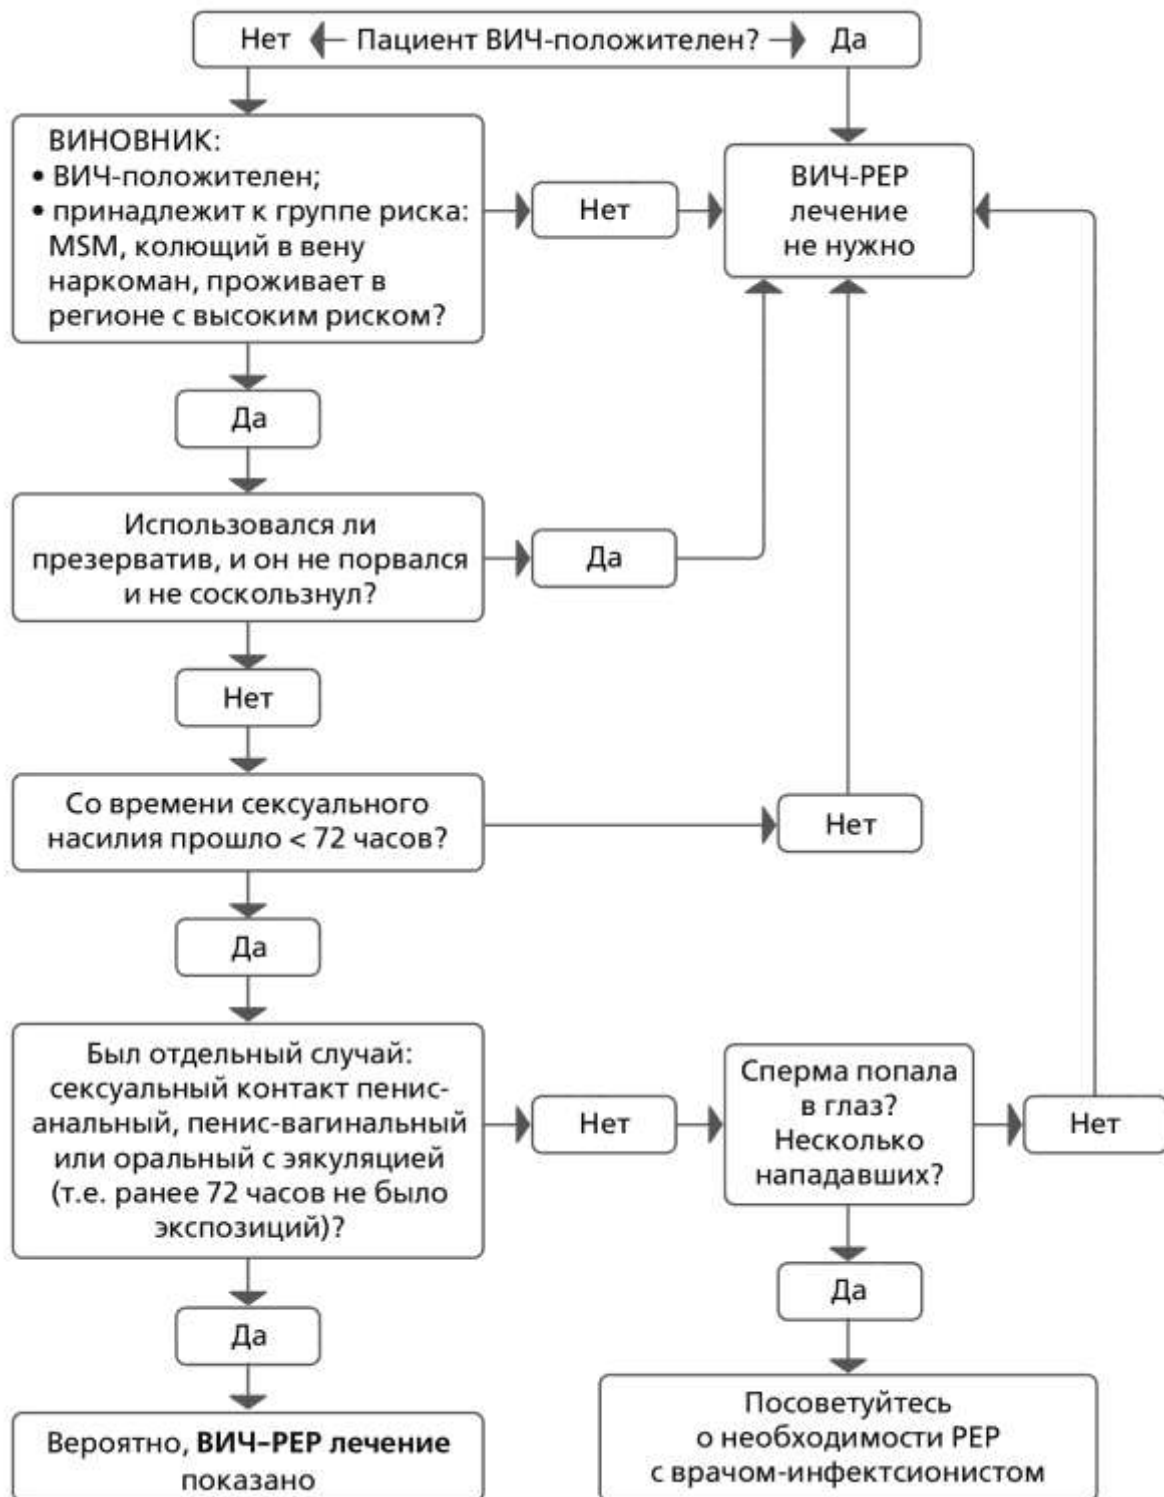 Нет Пациент ВИЧ-положителен? Да
ВИНОВНИК:
• ВИЧ-положителен;
• принадлежит к группе риска:
MSM, колющий в вену
наркоман, проживает в
регионе с высоким риском?
Нет
ВИЧ-PEP
лечение
не нужно
Да
Использовался ли
презерватив, и он не порвался
и не соскользнул?
Да
Нет
Со времени сексуального
насилия прошло < 72 часов?
Нет
Да
Был отдельный случай:
сексуальный контакт пенис-
анальный, пенис-вагинальный
или оральный с эякуляцией
(т.е. ранее 72 часов не было
экспозиций)?
Нет
Сперма попала
в глаз?
Несколько
нападавших?
Нет
Да
Да
Вероятно, ВИЧ–PEP лечение
показано
Посоветуйтесь
о необходимости PEP
с врачом-инфектсионистом